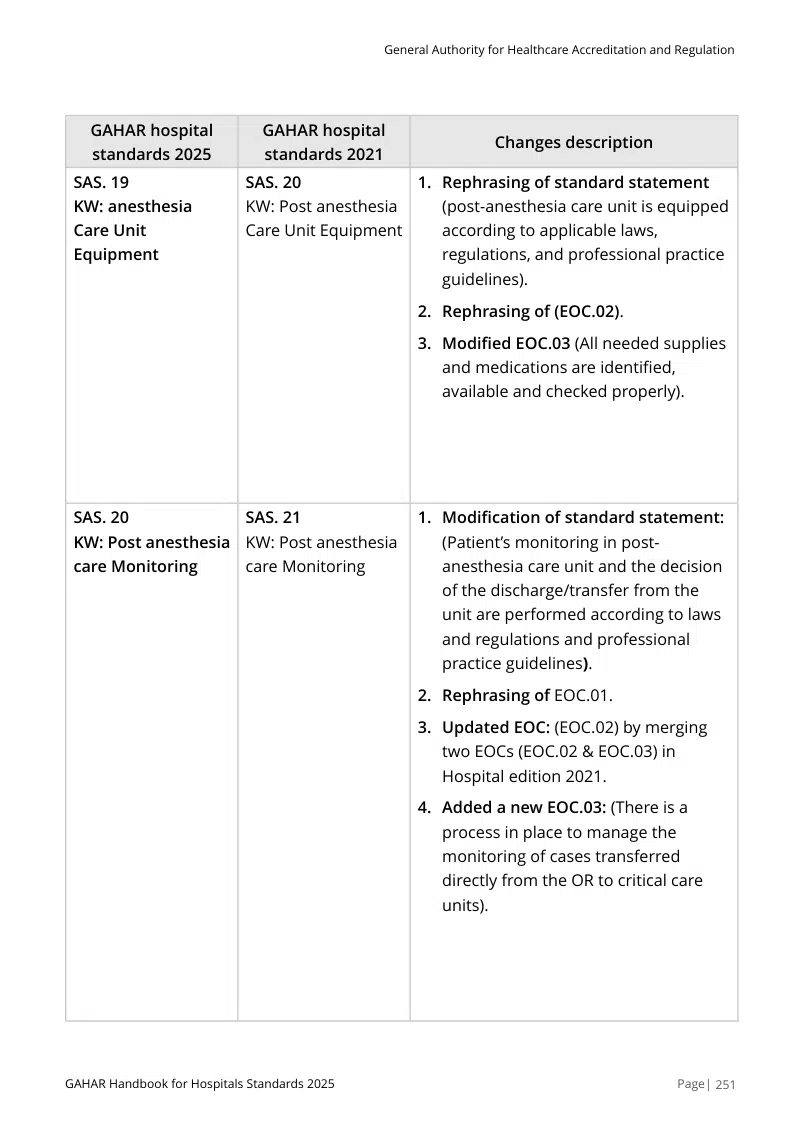 General Authority for Healthcare Accreditation and Regulation
GAHAR hospital
standards 2025
GAHAR hospital
standards 2021
Changes description
SAS. 19
KW: anesthesia
Care Unit
Equipment
SAS. 20
KW: Post anesthesia
Care Unit Equipment
1. Rephrasing of standard statement
(post-anesthesia care unit is equipped
according to applicable laws,
regulations, and professional practice
guidelines).
2. Rephrasing of (EOC.02).
3. Modified EOC.03 (All needed supplies
and medications are identified,
available and checked properly).
SAS. 20
KW: Post anesthesia
care Monitoring
SAS. 21
KW: Post anesthesia
care Monitoring
1. Modification of standard statement:
(Patient’s monitoring in post-
anesthesia care unit and the decision
of the discharge/transfer from the
unit are performed according to laws
and regulations and professional
practice guidelines).
2. Rephrasing of EOC.01.
3. Updated EOC: (EOC.02) by merging
two EOCs (EOC.02 & EOC.03) in
Hospital edition 2021.
4. Added a new EOC.03: (There is a
process in place to manage the
monitoring of cases transferred
directly from the OR to critical care
units).
GAHAR Handbook for Hospitals Standards 2025
Page| 251